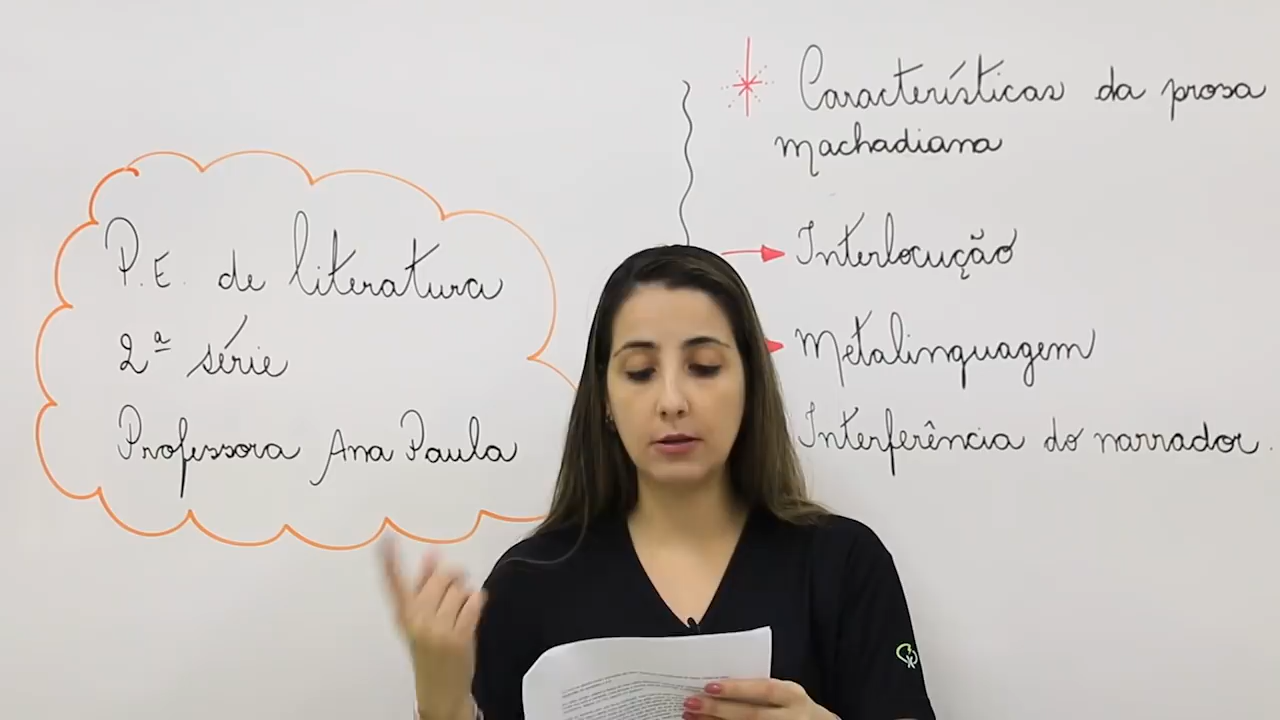 P.E. de literatura
2ª série
Professora Ana Paula
Características da prosa
machadiana
Interlocução
Metalinguagem
Interferência do narrador.